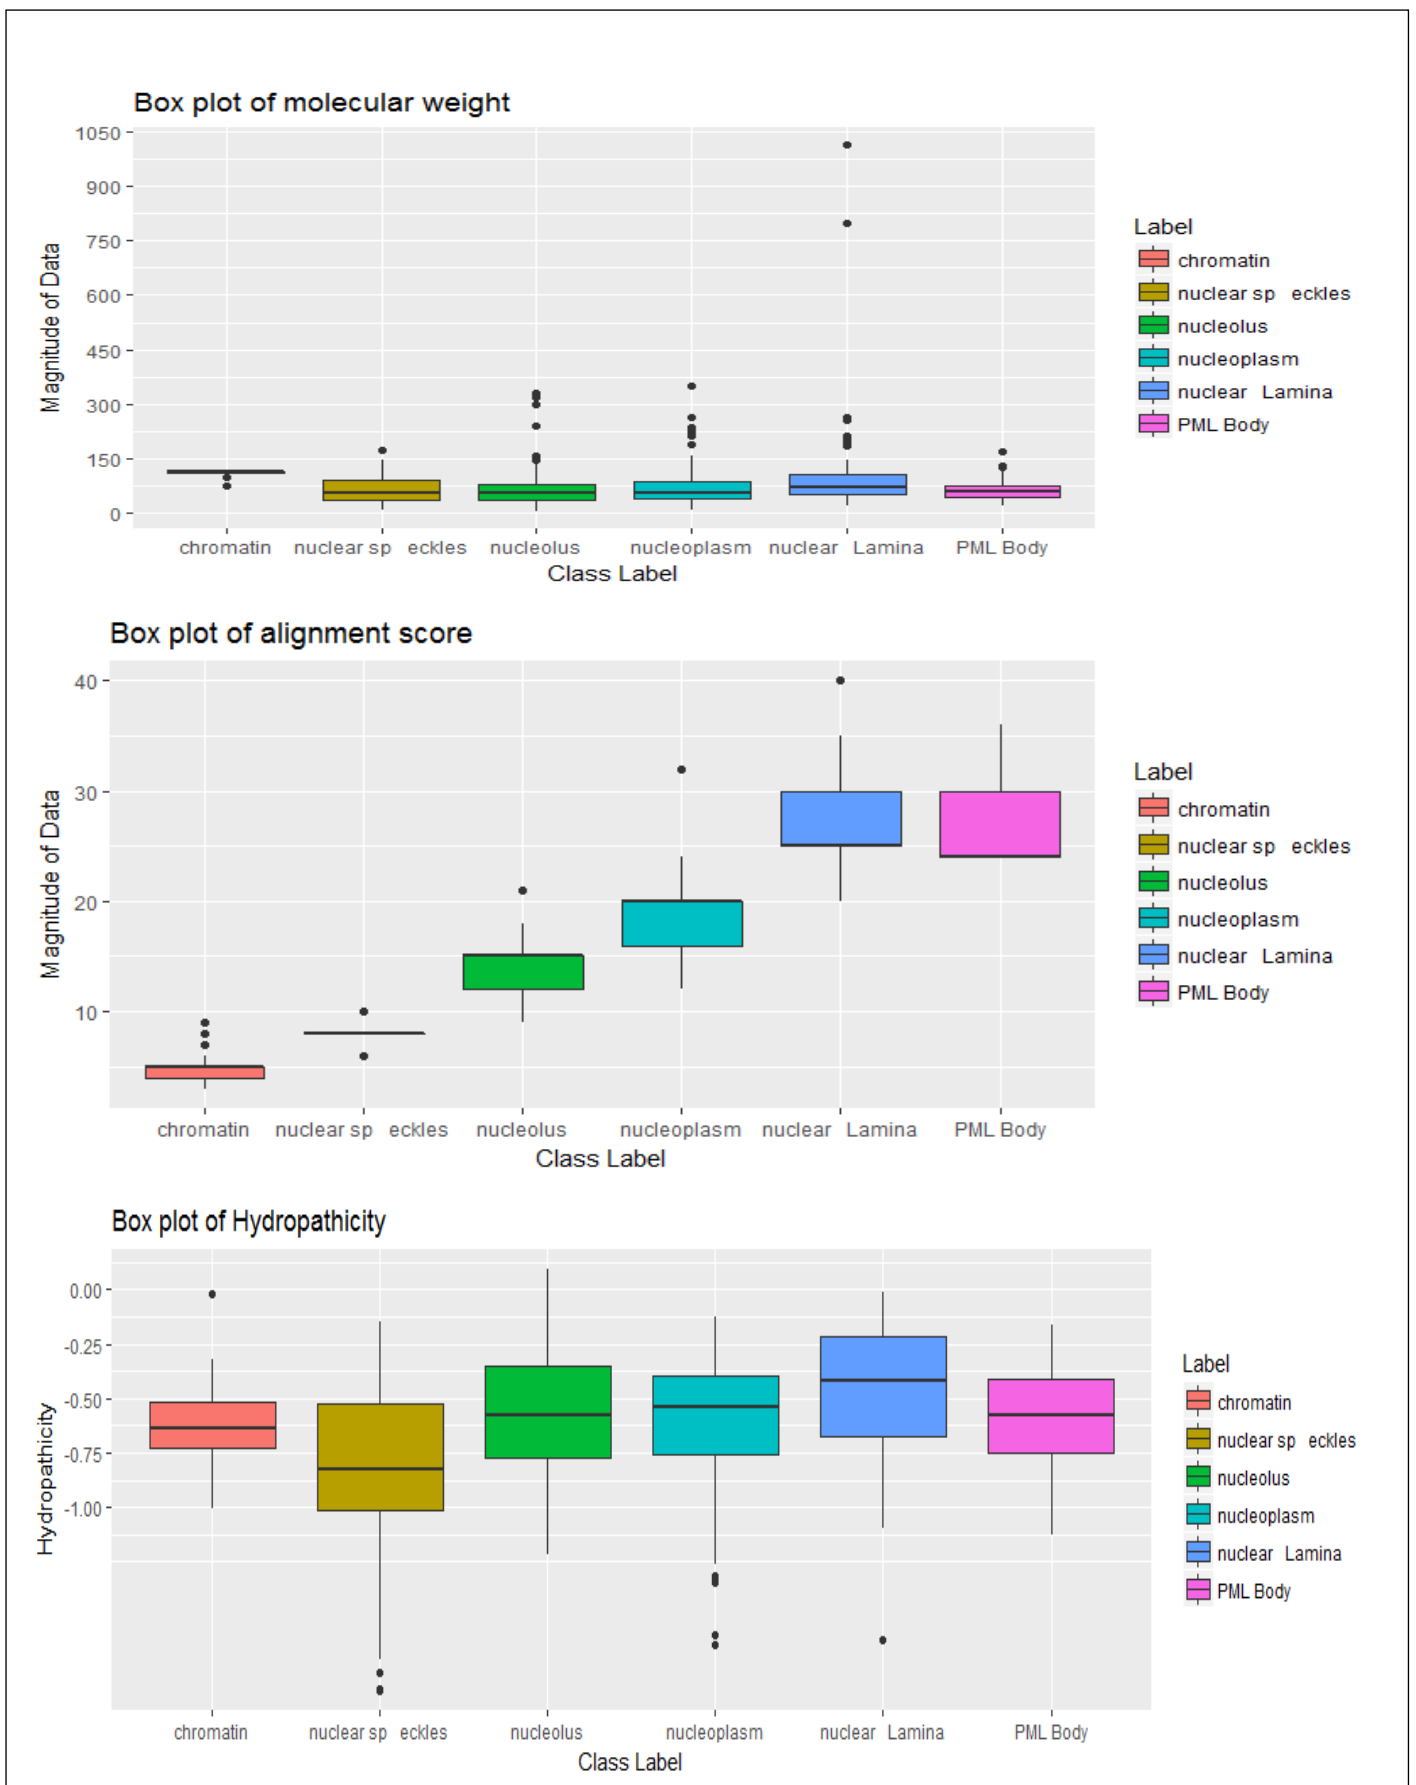 Box plot of molecular weight
1050
900
750
600
450
300
150
0
Magnitude of Data
chromatin nuclear sp eckles nucleolus nucleoplasm nuclear Lamina PML Body
Class Label
Label
chromatin
nuclear sp eckles
nucleolus
nucleoplasm
nuclear Lamina
PML Body
Box plot of alignment score
40
30
20
10
Magnitude of Data
chromatin nuclear sp eckles nucleolus nucleoplasm nuclear Lamina PML Body
Class Label
Label
chromatin
nuclear sp eckles
nucleolus
nucleoplasm
nuclear Lamina
PML Body
Box plot of Hydropathicity
0.00
-0.25
-0.50
-0.75
-1.00
Hydropathicity
chromatin nuclear sp eckles nucleolus nucleoplasm nuclear Lamina PML Body
Class Label
Label
chromatin
nuclear sp eckles
nucleolus
nucleoplasm
nuclear Lamina
PML Body